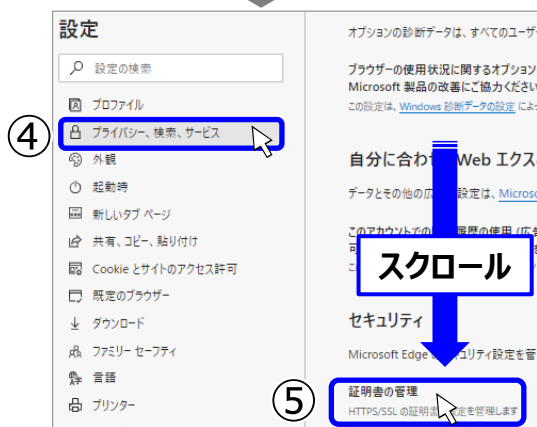 設定
設定の検索
プロファイル
④
プライバシー、検索、サービス
外観
起動時
新しいタブ ページ
共有、コピー、貼り付け
Cookie とサイトのアクセス許可
既定のブラウザー
ダウンロード
ファミリー セーフティ
言語
プリンター
オプションの診断データは、すべてのユーザ
ブラウザーの使用状況に関するオプション
Microsoft 製品の改善にご協力ください
この設定は、Windows 診断データの設定 によっ
自分に合わ Web エクス
データとその他の 設定は、Microso
このアカウントでの 履歴の使用 (広告
スクロール
セキュリティ
Microsoft Edge ュリティ設定を管
⑤
証明書の管理
HTTPS/SSL の証明書 定を管理します